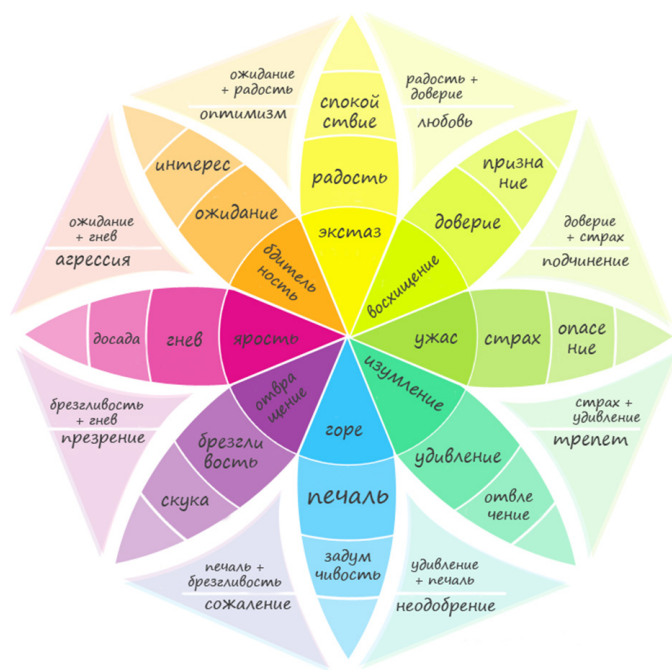 ожидание
+ радость
оптимизм
радость +
доверие
любовь
спокой
ствие
радость
экстаз
интерес
ожидание
бдитель
ность
призна
ние
доверие
восхищение
ожидание
+ гнев
агрессия
доверие
+ страх
подчинение
досада
гнев
ярость
ужас
страх
опасе
ние
брезгливость
+ гнев
презрение
отвра
щение
брезгли
вость
скука
изумление
удивление
отвле
чение
страх +
удивление
трепет
горе
печаль
задум
чивость
печаль +
брезгливость
сожаление
удивление
+ печаль
неодобрение